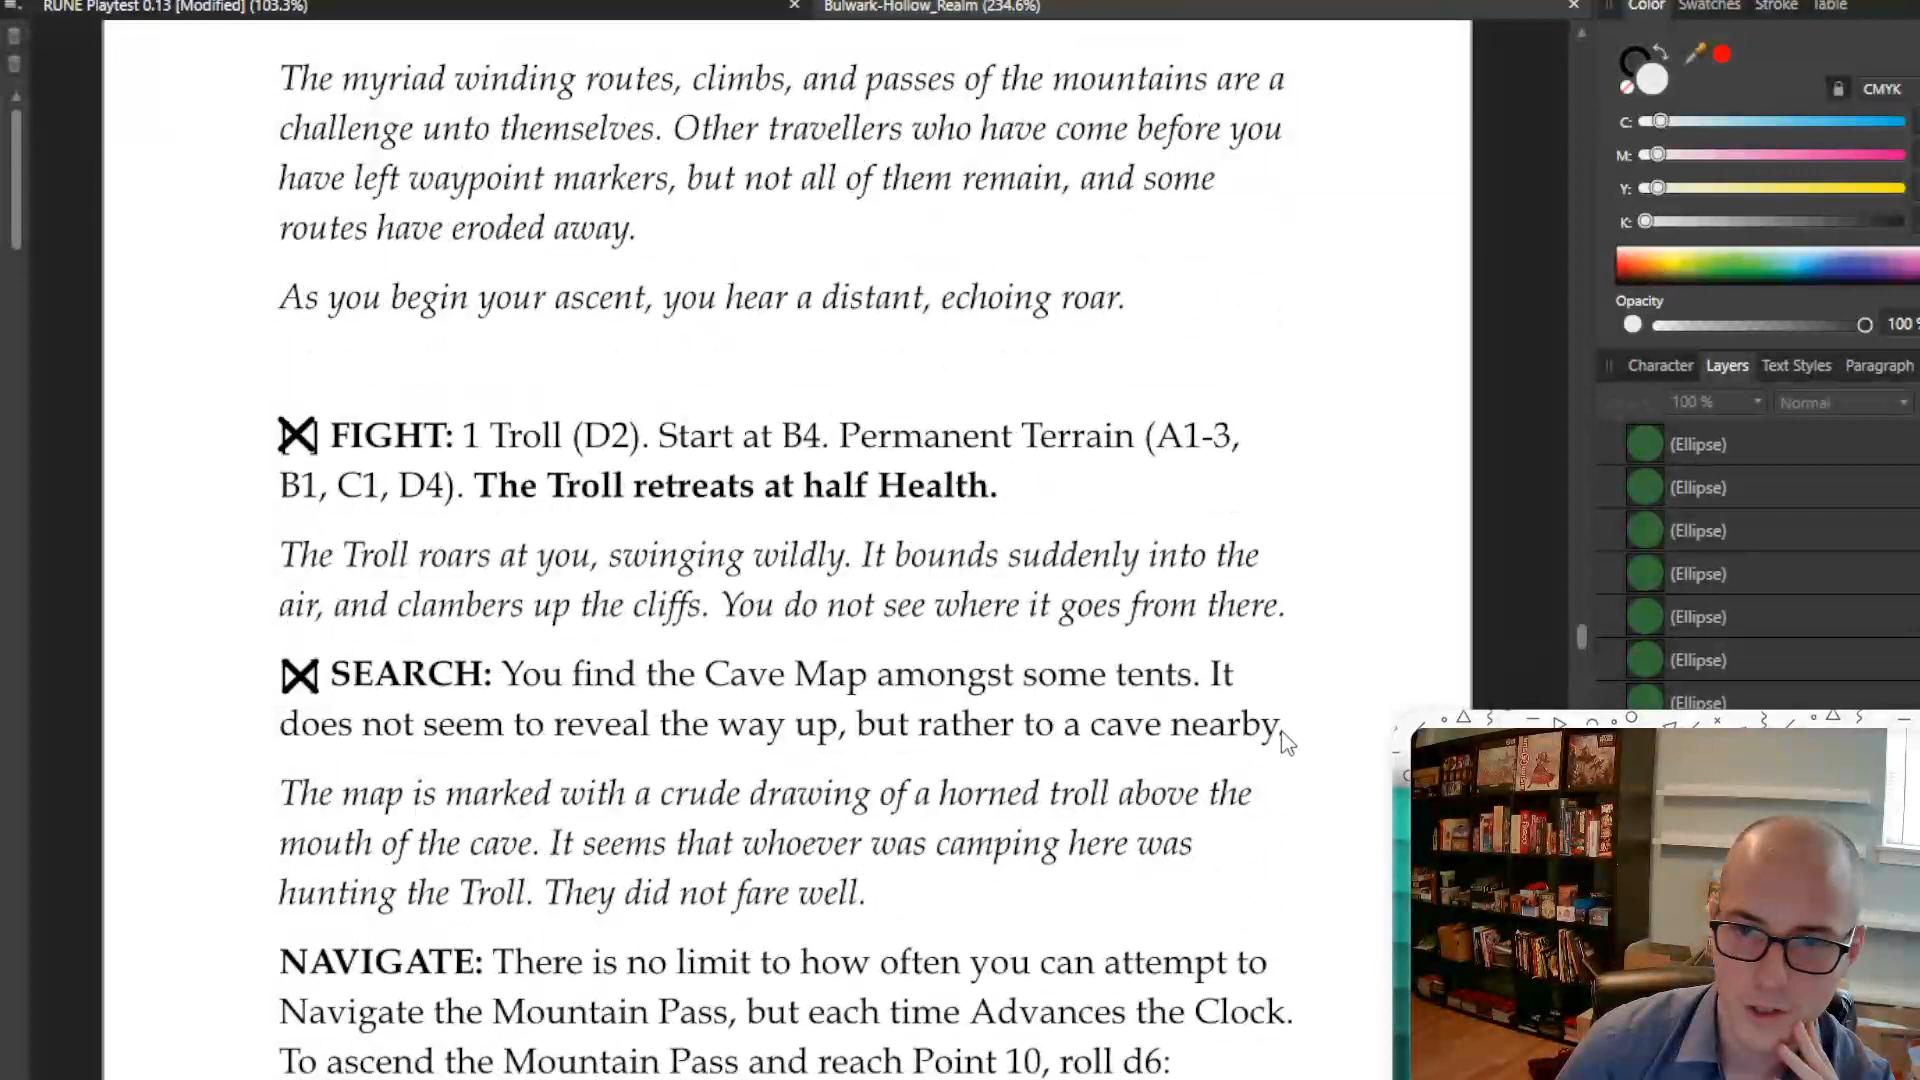 RUNE Playtest 0.13 [Modified] (103.3%)
Bulwark-Hollow_Realm (234.6%)
Color Swatches Stroke Table
The myriad winding routes, climbs, and passes of the mountains are a
challenge unto themselves. Other travellers who have come before you
have left waypoint markers, but not all of them remain, and some
routes have eroded away.
As you begin your ascent, you hear a distant, echoing roar.
FIGHT: 1 Troll (D2). Start at B4. Permanent Terrain (A1-3,
B1, C1, D4). The Troll retreats at half Health.
The Troll roars at you, swinging wildly. It bounds suddenly into the
air, and clambers up the cliffs. You do not see where it goes from there.
SEARCH: You find the Cave Map amongst some tents. It
does not seem to reveal the way up, but rather to a cave nearby.
The map is marked with a crude drawing of a horned troll above the
mouth of the cave. It seems that whoever was camping here was
hunting the Troll. They did not fare well.
NAVIGATE: There is no limit to how often you can attempt to
Navigate the Mountain Pass, but each time Advances the Clock.
To ascend the Mountain Pass and reach Point 10, roll d6:
CMYK
C:
M:
Y:
K:
Opacity
100 %
Character Layers Text Styles Paragraph
100 % Normal
(Ellipse)
(Ellipse)
(Ellipse)
(Ellipse)
(Ellipse)
(Ellipse)
(Ellipse)